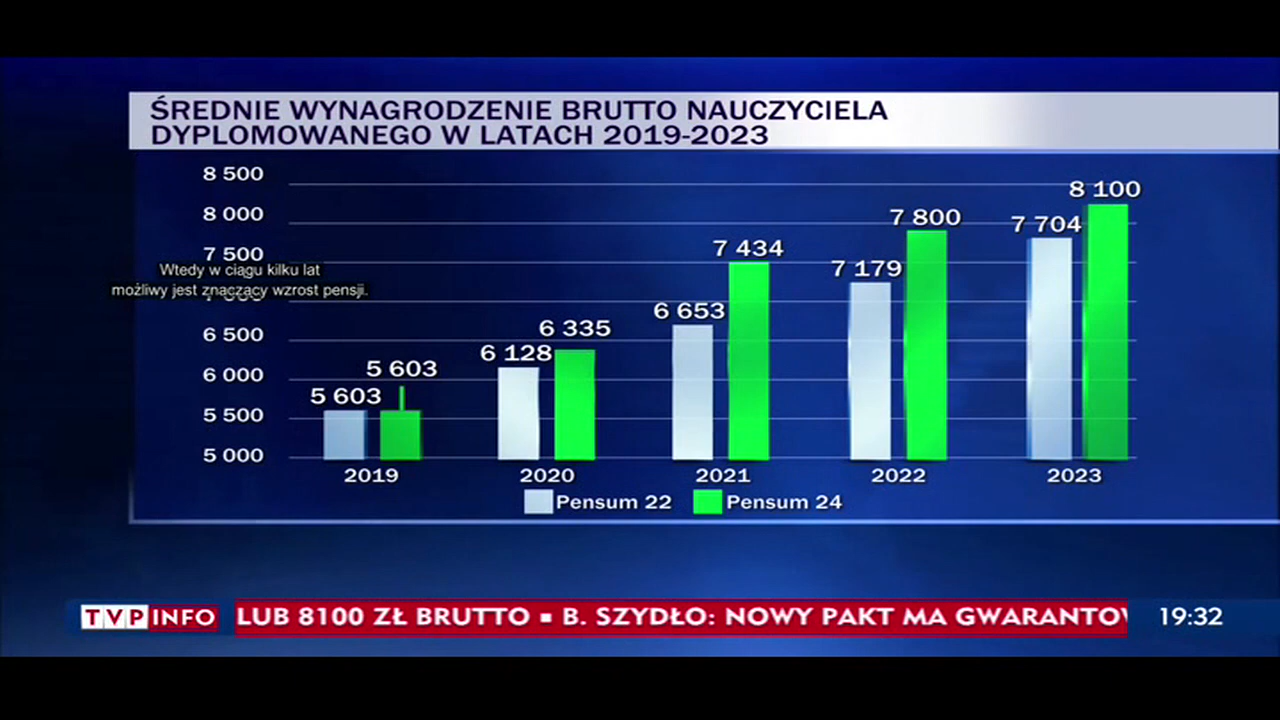 ŚREDNIE WYNAGRODZENIE BRUTTO NAUCZYCIELA
DYPLOMOWANEGO W LATACH 2019-2023
8 500
8 000
7 500
Wtedy w ciągu kilku lat
możliwy jest znaczący wzrost pensji.
6 500
6 000
5 500
5 000
5 603
5 603
6 128
6 335
6 653
7 434
7 179
7 800
7 704
8 100
2019 2020 2021 2022 2023
Pensum 22 Pensum 24
TVP INFO LUB 8100 ZŁ BRUTTO ▪ B. SZYDŁO: NOWY PAKT MA 19:32